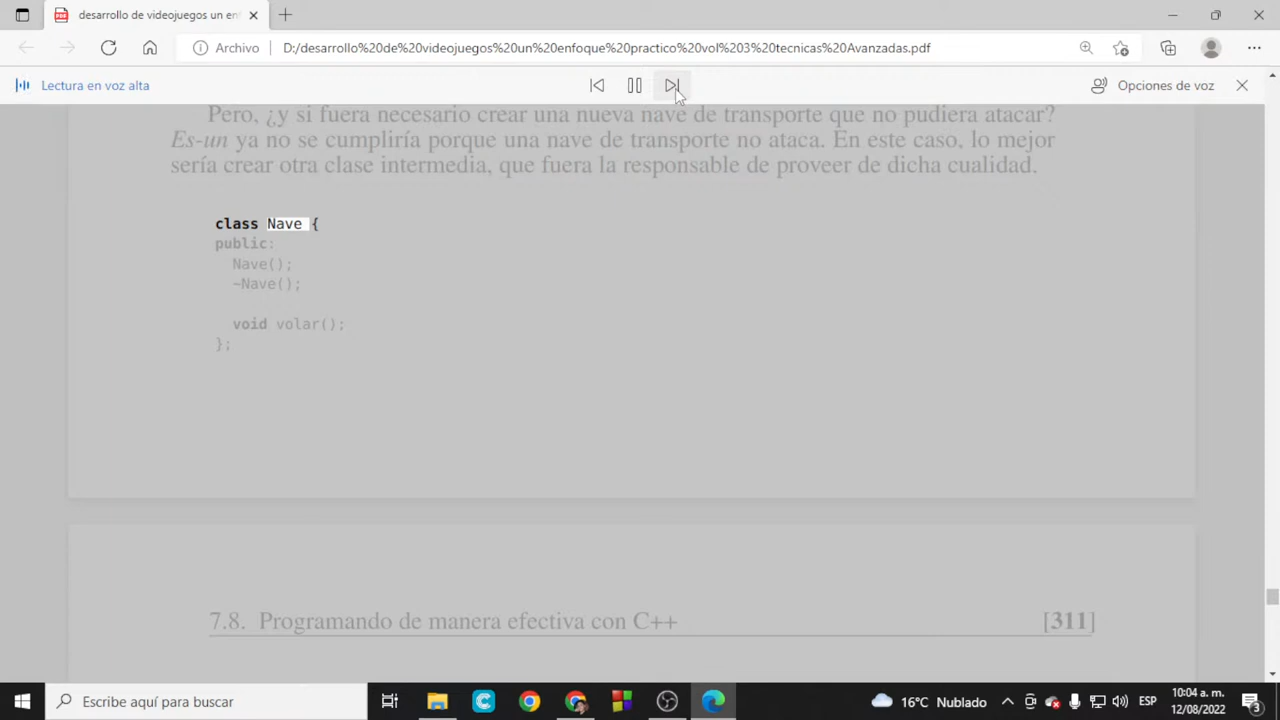 desarrollo de videojuegos un en
Archivo
D:/desarrollo%20de%20videojuegos%20un%20enfoque%20practico%20vol%203%20tecnicas%20Avanzadas.pdf
Lectura en voz alta
Opciones de voz
Pero, ¿y si fuera necesario crear una nueva nave de transporte que no pudiera atacar?
Es-un ya no se cumpliría porque una nave de transporte no ataca. En este caso, lo mejor
sería crear otra clase intermedia, que fuera la responsable de proveer de dicha cualidad.
class Nave {
public:
Nave();
~Nave();
void volar();
};
7.8. Programando de manera efectiva con C++ [311]
Escribe aquí para buscar
16°C Nublado
ESP
10:04 a. m.
12/08/2022
3